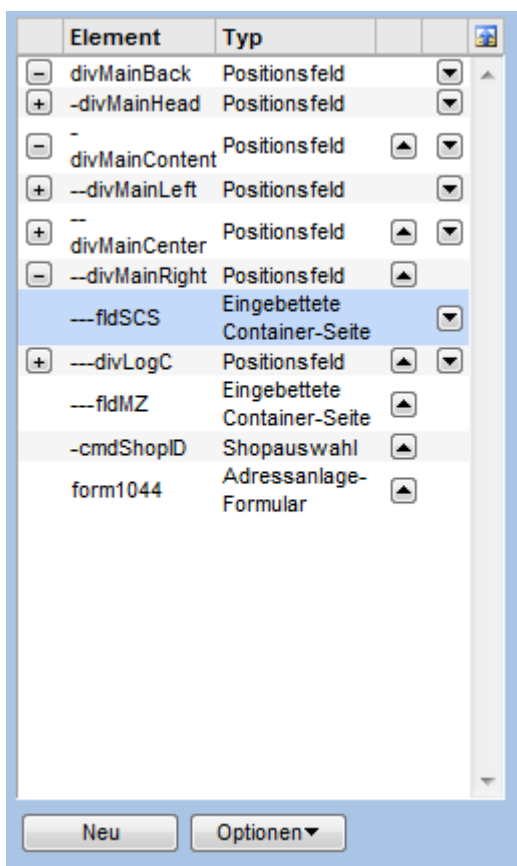 Element Typ
divMainBack Positionsfeld
-divMainHead Positionsfeld
-
divMainContent Positionsfeld
--divMainLeft Positionsfeld
--
divMainCenter Positionsfeld
--divMainRight Positionsfeld
---fldSCS Eingebettete
Container-Seite
---divLogC Positionsfeld
---fldMZ Eingebettete
Container-Seite
-cmdShopID Shopauswahl
form1044 Adressanlage-
Formular
Neu Optionen